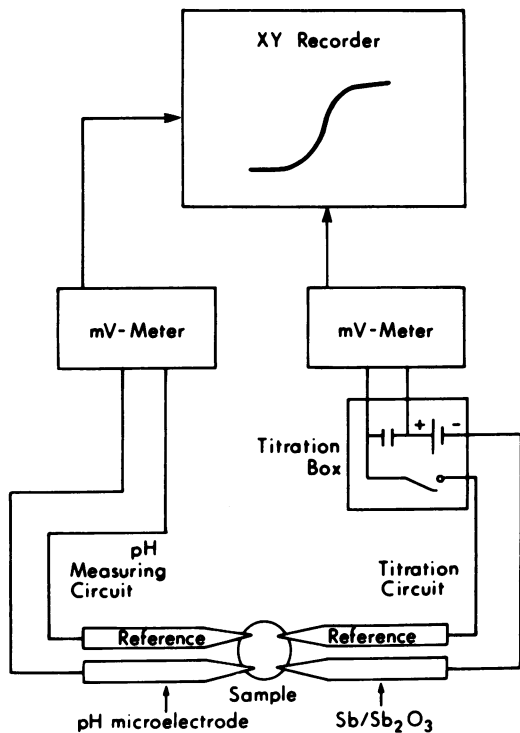 XY Recorder
mV-Meter
mV-Meter
+ -
Titration
Box
pH
Measuring
Circuit
Titration
Circuit
Reference
Reference
Sample
pH microelectrode
Sb/Sb₂O₃